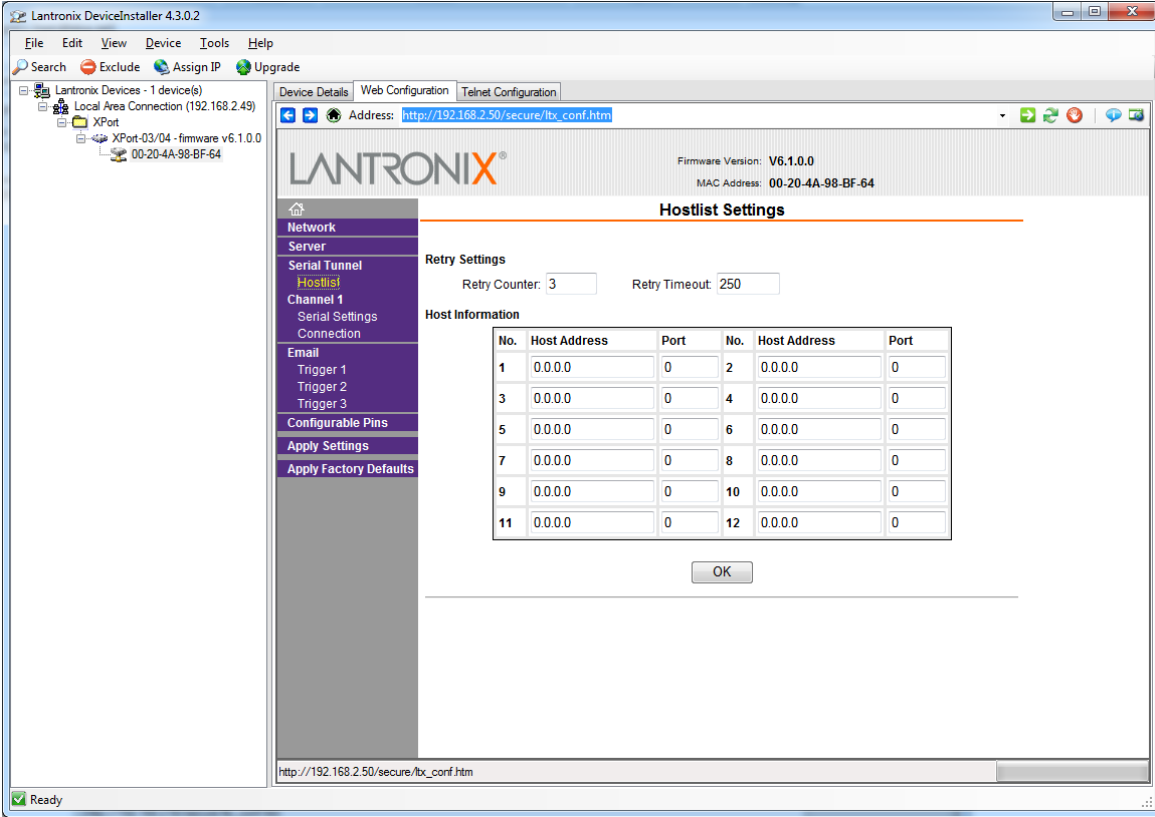 Lantronix DeviceInstaller 4.3.0.2
File Edit View Device Tools Help
Search Exclude Assign IP Upgrade
Lantronix Devices - 1 device(s)
Local Area Connection (192.168.2.49)
XPort
XPort-03/04 - firmware v6.1.0.0
00-20-4A-98-BF-64
Device Details Web Configuration Telnet Configuration
Address: http://192.168.2.50/secure/ltx_conf.htm
LANTRONIX®
Firmware Version: V6.1.0.0
MAC Address: 00-20-4A-98-BF-64
Network
Server
Serial Tunnel
Hostlist
Channel 1
Serial Settings
Connection
Email
Trigger 1
Trigger 2
Trigger 3
Configurable Pins
Apply Settings
Apply Factory Defaults
Hostlist Settings
Retry Settings
Retry Counter: 3 Retry Timeout: 250
Host Information
No. Host Address Port No. Host Address Port
1 0.0.0.0 0 2 0.0.0.0 0
3 0.0.0.0 0 4 0.0.0.0 0
5 0.0.0.0 0 6 0.0.0.0 0
7 0.0.0.0 0 8 0.0.0.0 0
9 0.0.0.0 0 10 0.0.0.0 0
11 0.0.0.0 0 12 0.0.0.0 0
OK
http://192.168.2.50/secure/ltx_conf.htm
Ready